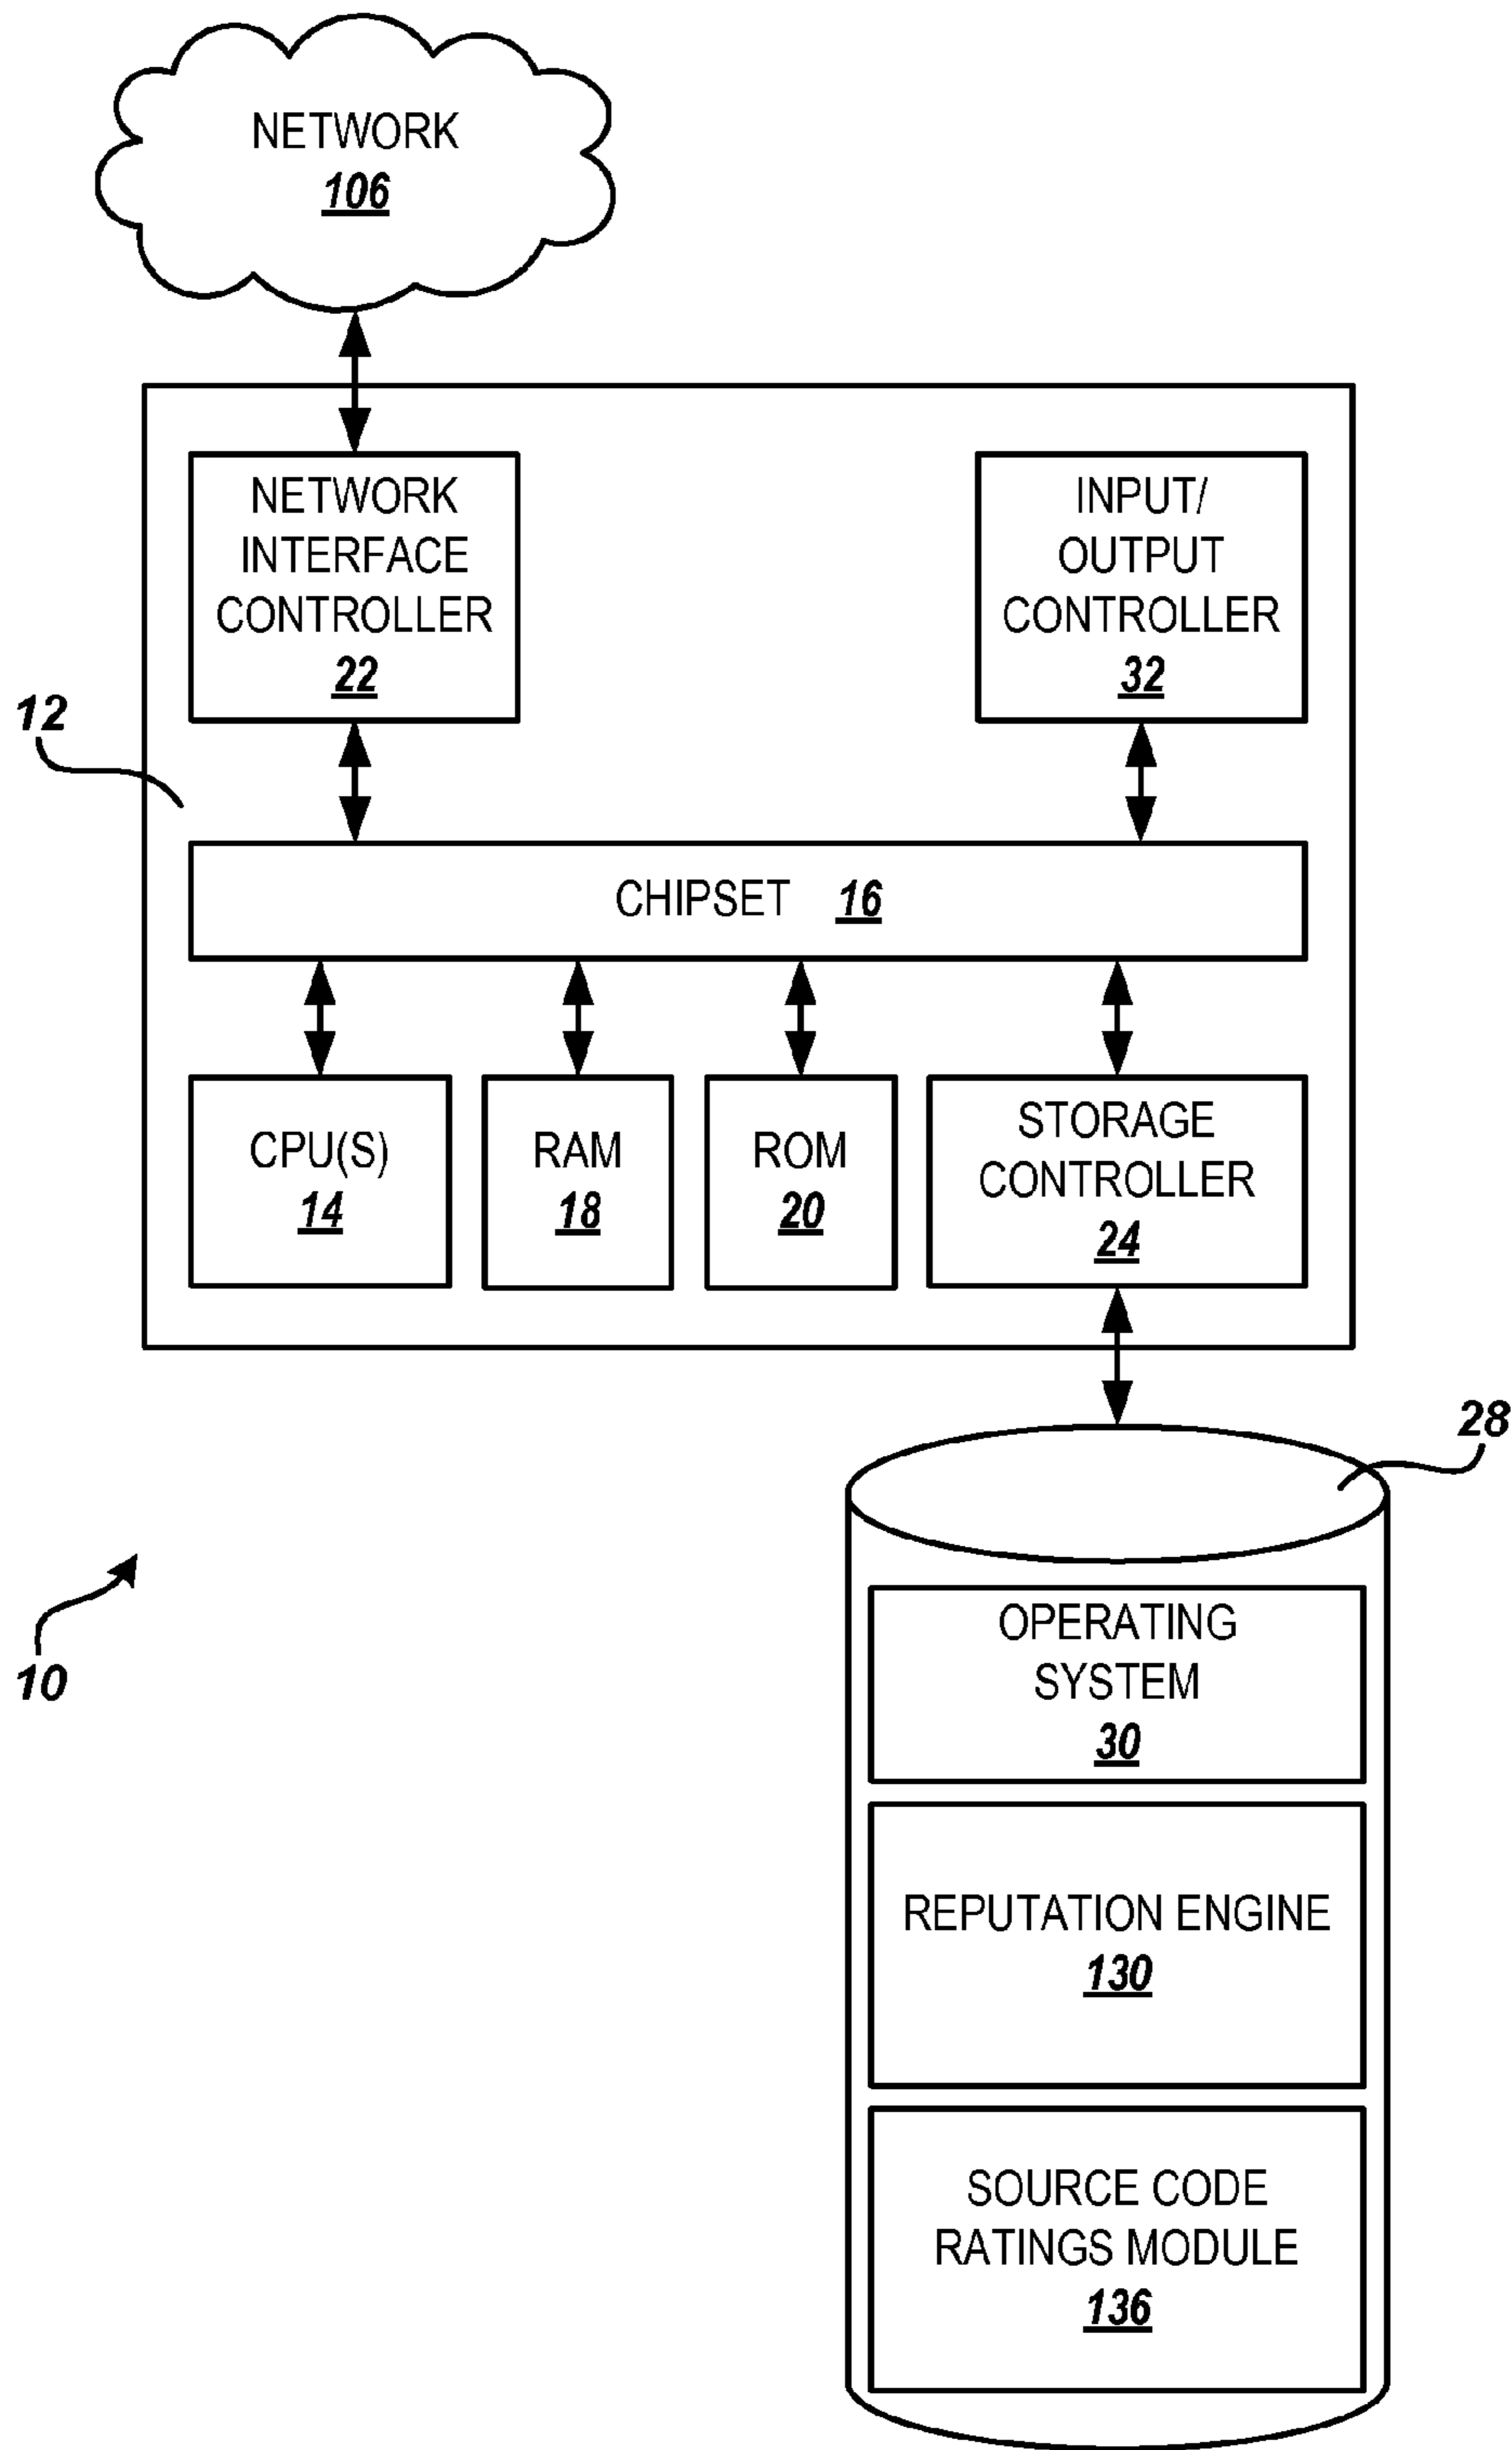 NETWORK
106
NETWORK
INTERFACE
CONTROLLER
22
INPUT/
OUTPUT
CONTROLLER
32
12
CHIPSET 16
CPU(S)
14
RAM
18
ROM
20
STORAGE
CONTROLLER
24
28
10
OPERATING
SYSTEM
30
REPUTATION ENGINE
130
SOURCE CODE
RATINGS MODULE
136